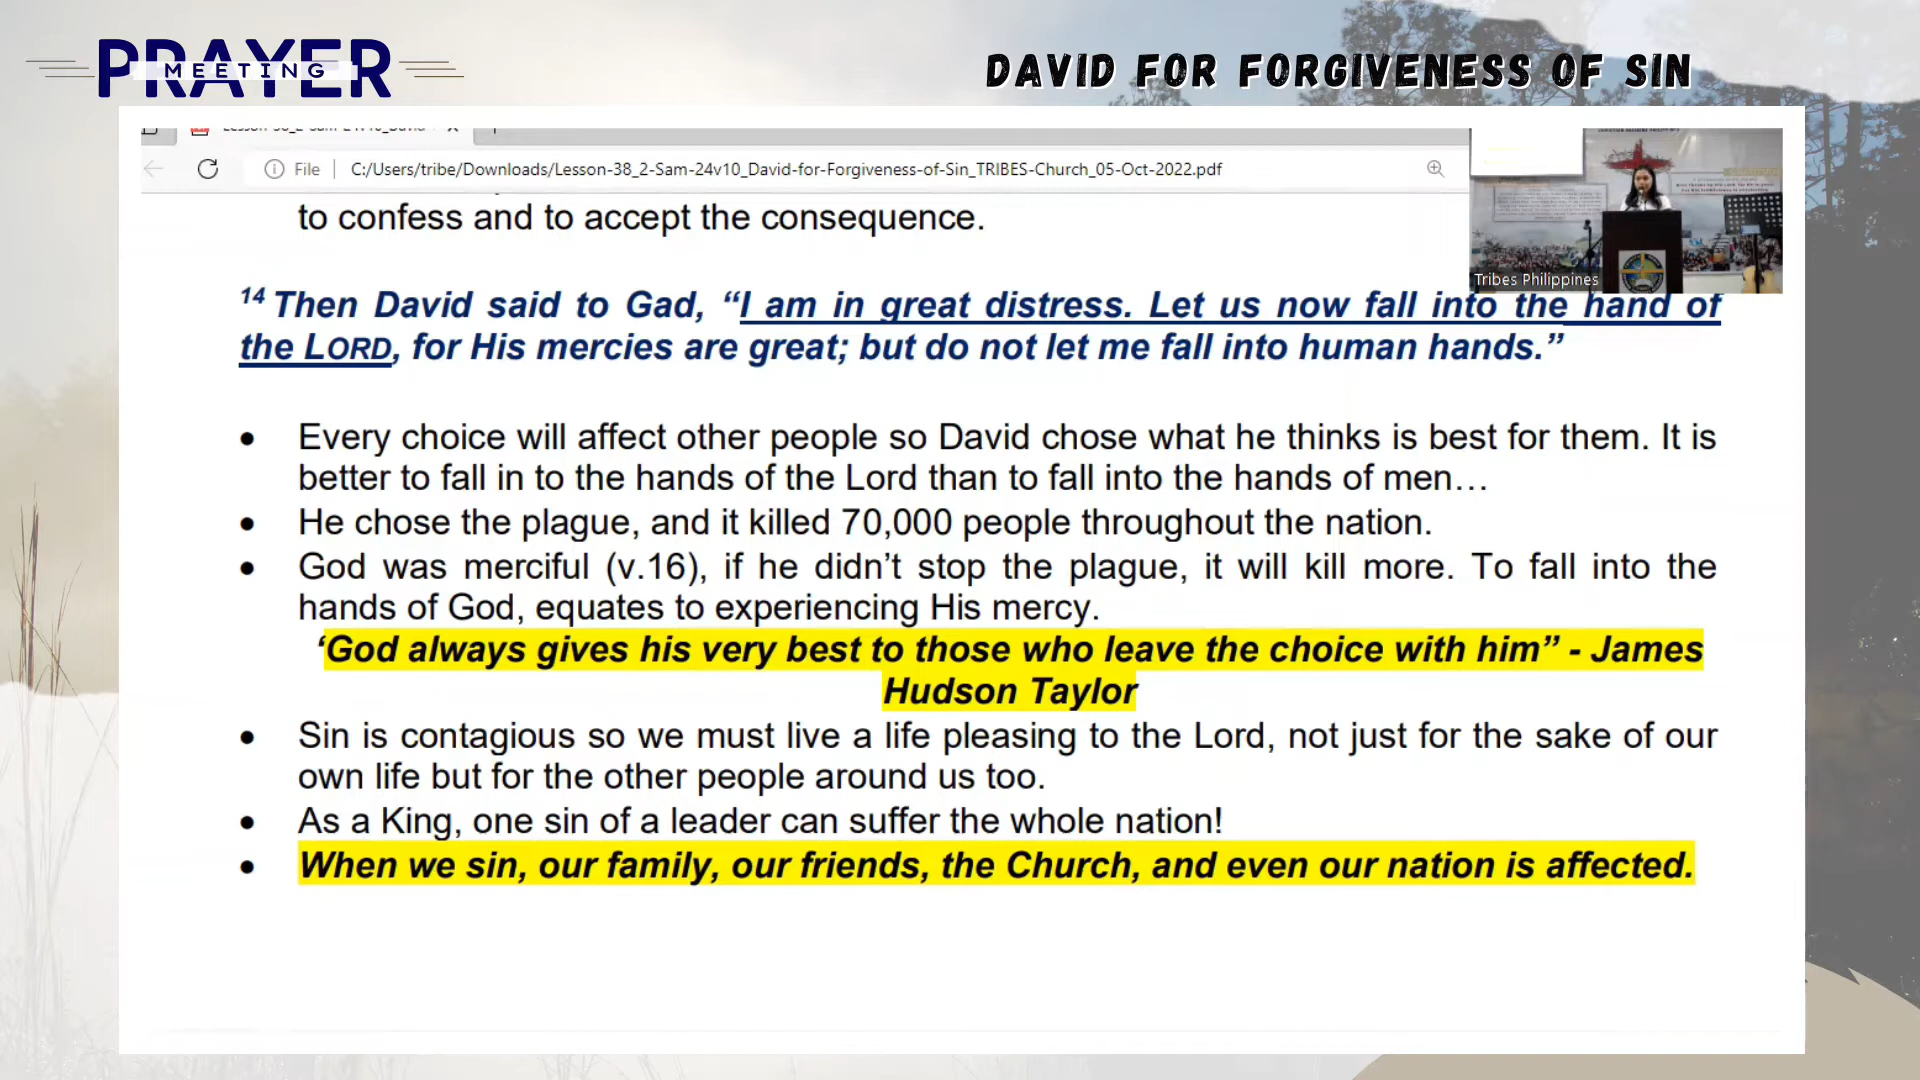 PRAYER
MEETING
DAVID FOR FORGIVENESS OF SIN
File
C:/Users/tribe/Downloads/Lesson-38_2-Sam-24v10_David-for-Forgiveness-of-Sin_TRIBES-Church_05-Oct-2022.pdf
Tribes Philippines
to confess and to accept the consequence.
14 Then David said to Gad, “I am in great distress. Let us now fall into the hand of
the LORD, for His mercies are great; but do not let me fall into human hands.”
• Every choice will affect other people so David chose what he thinks is best for them. It is
better to fall in to the hands of the Lord than to fall into the hands of men…
• He chose the plague, and it killed 70,000 people throughout the nation.
• God was merciful (v.16), if he didn’t stop the plague, it will kill more. To fall into the
hands of God, equates to experiencing His mercy.
‘God always gives his very best to those who leave the choice with him” - James
Hudson Taylor
• Sin is contagious so we must live a life pleasing to the Lord, not just for the sake of our
own life but for the other people around us too.
• As a King, one sin of a leader can suffer the whole nation!
• When we sin, our family, our friends, the Church, and even our nation is affected.